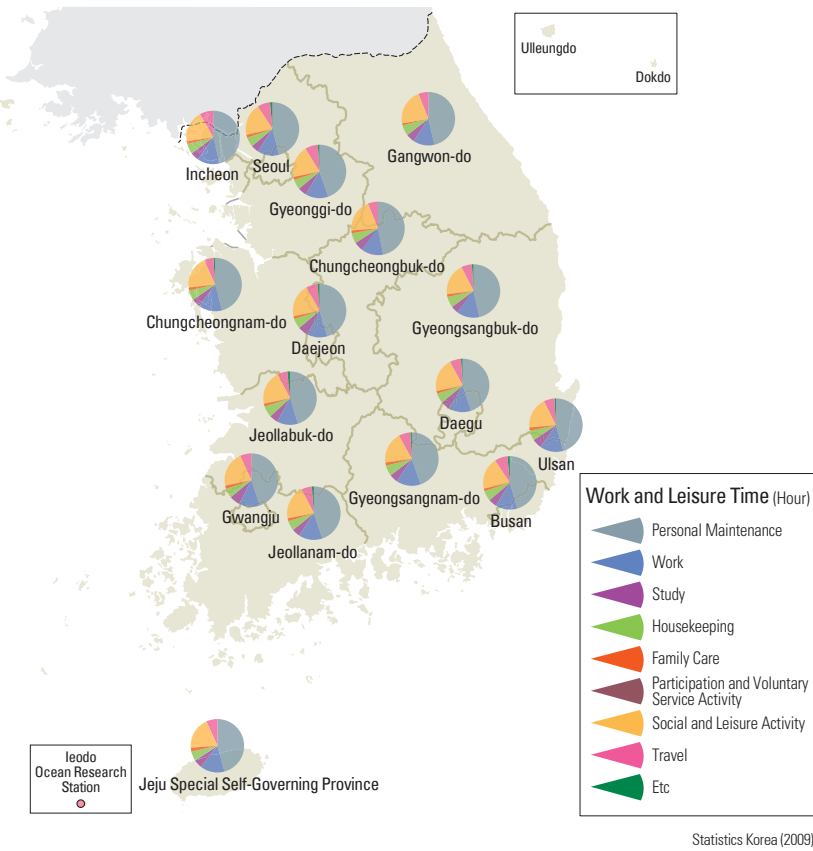 Ulleungdo
Dokdo
Incheon
Seoul
Gangwon-do
Gyeonggi-do
Chungcheongbuk-do
Chungcheongnam-do
Daejeon
Gyeongsangbuk-do
Jeollabuk-do
Daegu
Ulsan
Gwangju
Gyeongsangnam-do
Busan
Jeollanam-do
Work and Leisure Time (Hour)
Personal Maintenance
Work
Study
Housekeeping
Family Care
Participation and Voluntary
Service Activity
Social and Leisure Activity
Travel
Etc
Ieodo
Ocean Research
Station
Jeju Special Self-Governing Province
Statistics Korea (2009)